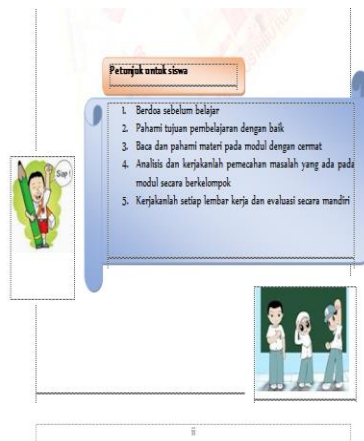 Petunjuk untuk siswa
1. Berdoa sebelum belajar
2. Pahami tujuan pembelajaran dengan baik
3. Baca dan pahami materi pada modul dengan cermat
4. Analisis dan kerjakanlah pemecahan masalah yang ada pada
modul secara berkelompok
5. Kerjakanlah setiap lembar kerja dan evaluasi secara mandiri
Siap !